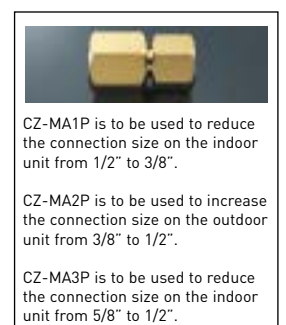 CZ-MA1P is to be used to reduce
the connection size on the indoor
unit from 1/2" to 3/8".
CZ-MA2P is to be used to increase
the connection size on the outdoor
unit from 3/8" to 1/2".
CZ-MA3P is to be used to reduce
the connection size on the indoor
unit from 5/8" to 1/2".